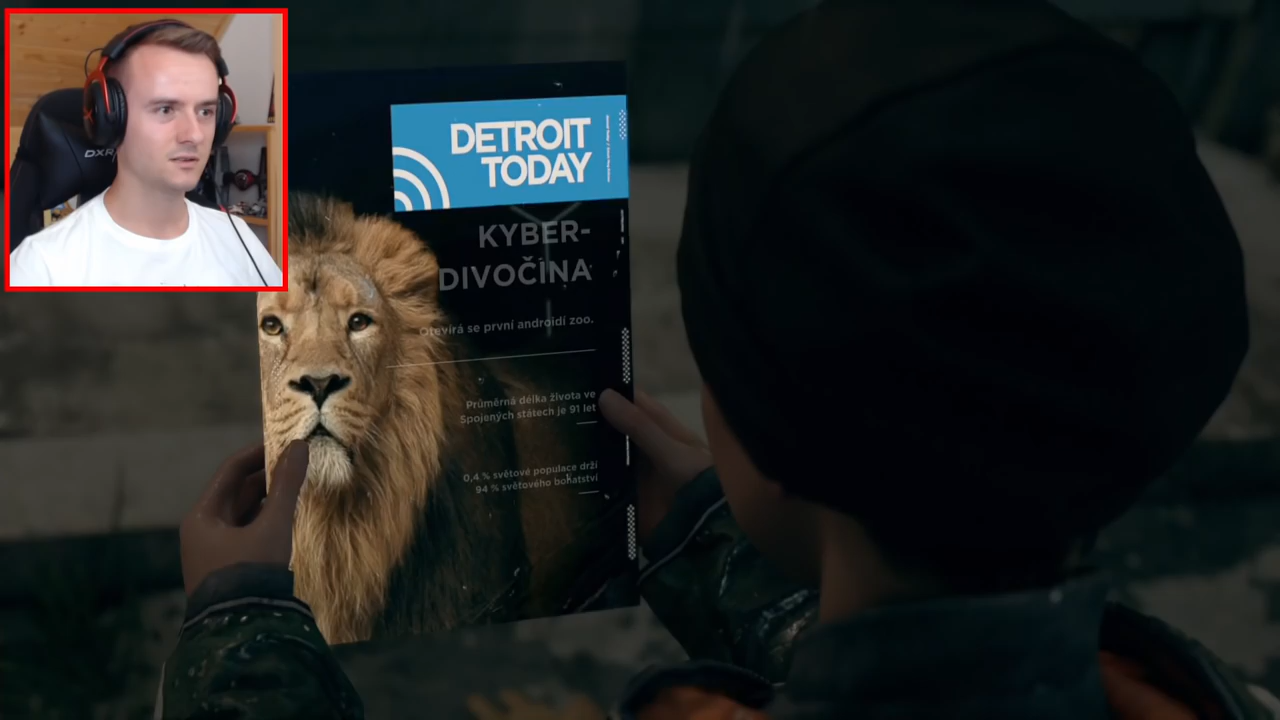 DXR
DETROIT
TODAY
KYBER-
DIVOČINA
Otevírá se první androidí zoo.
Průměrná délka života ve
Spojených státech je 91 let
0,4 % světové populace drží
94 % světového bohatství